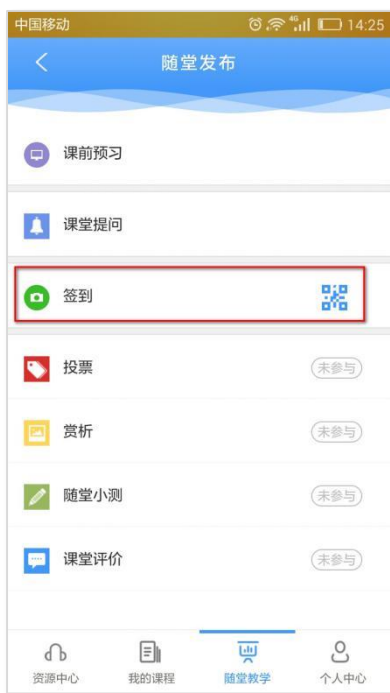 中国移动 4G 14:25
随堂发布
课前预习
课堂提问
签到
投票 未参与
赏析 未参与
随堂小测 未参与
课堂评价 未参与
资源中心 我的课程 随堂教学 个人中心